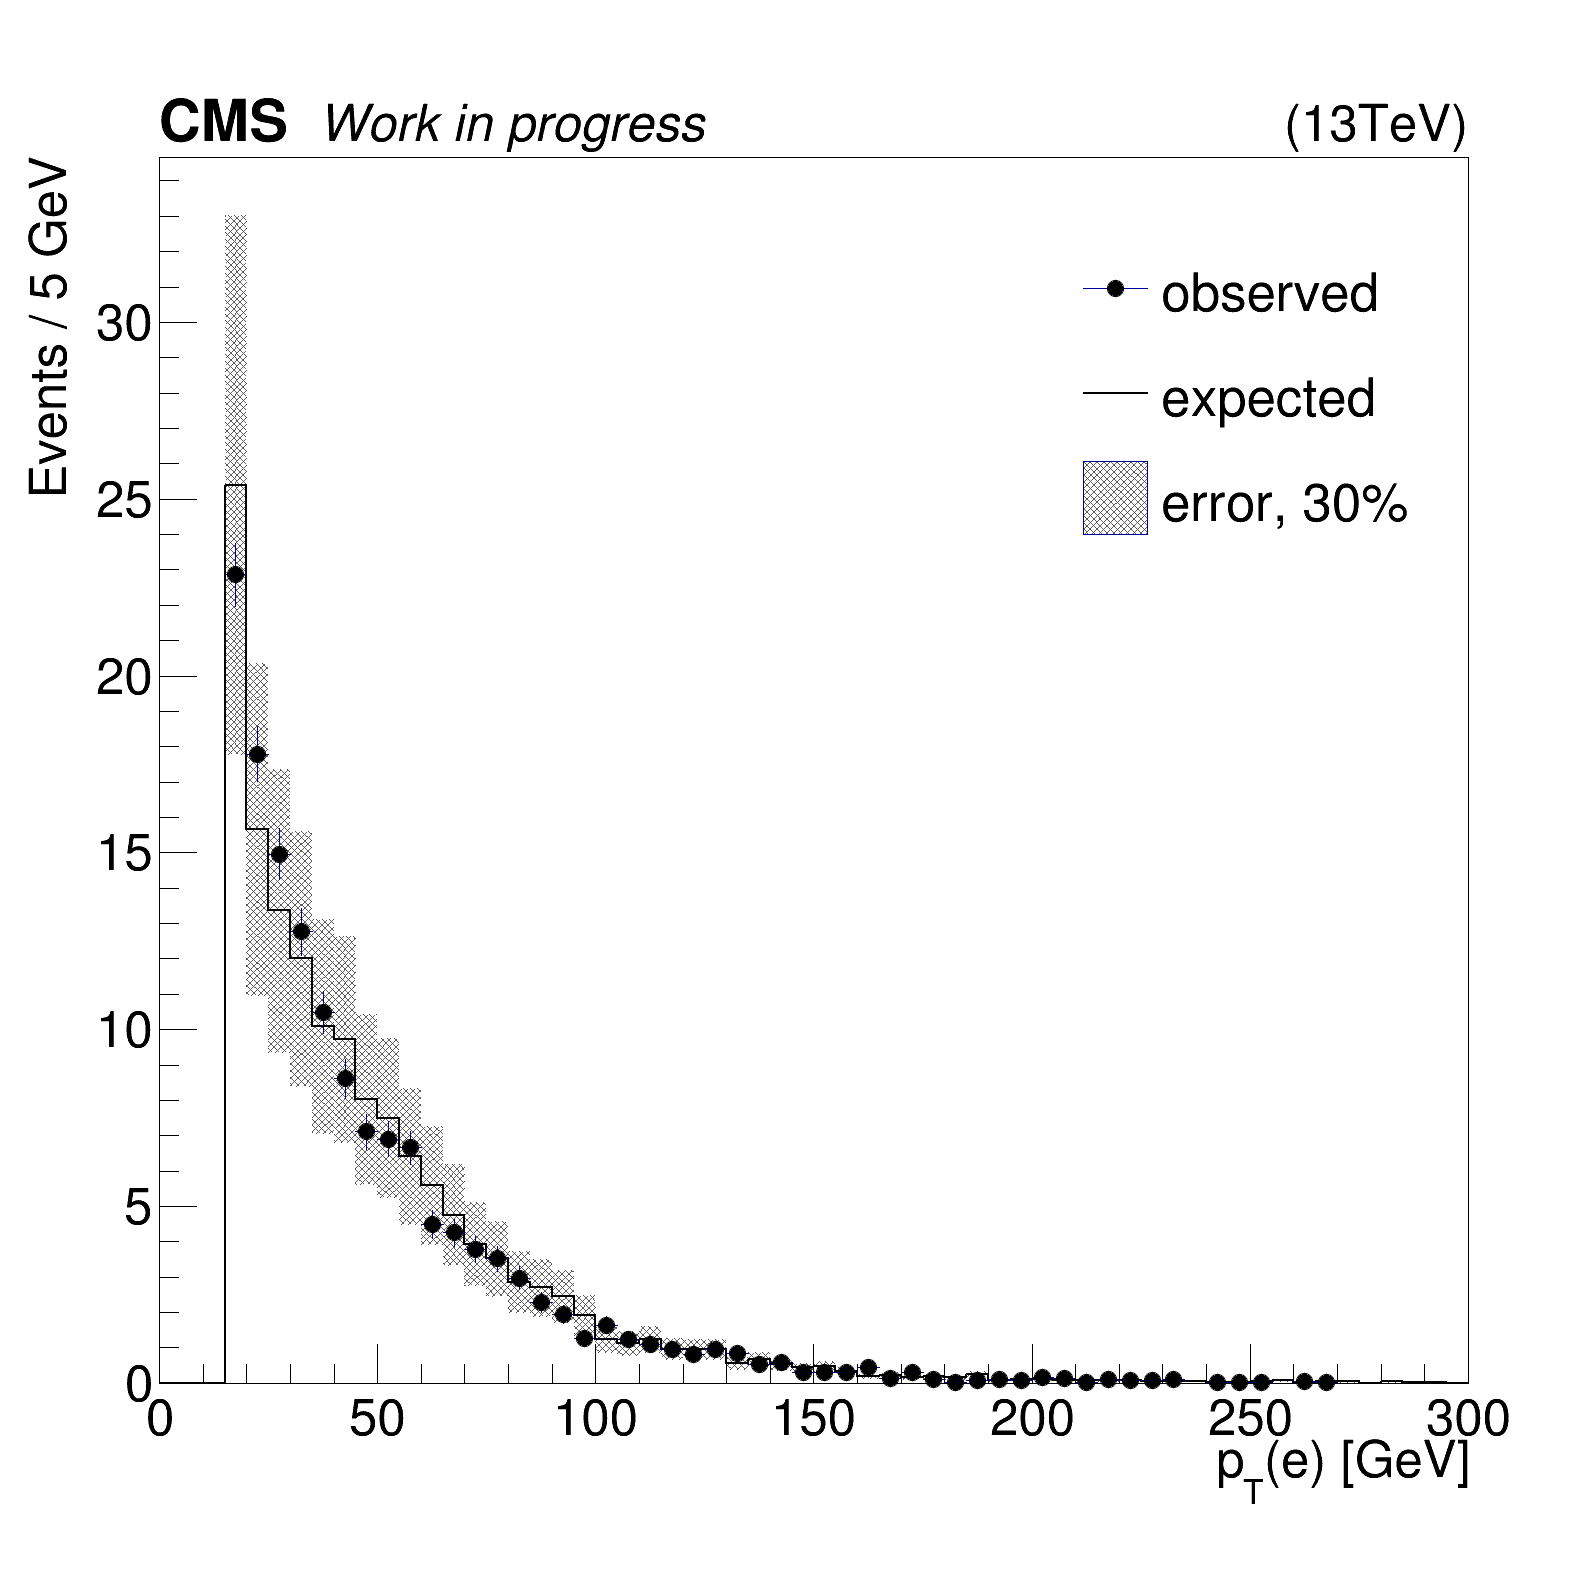 CMS Work in progress (13TeV)
Events / 5 GeV
observed
expected
error, 30%
30
25
20
15
10
5
0
0 50 100 150 200 250 300
pT(e) [GeV]